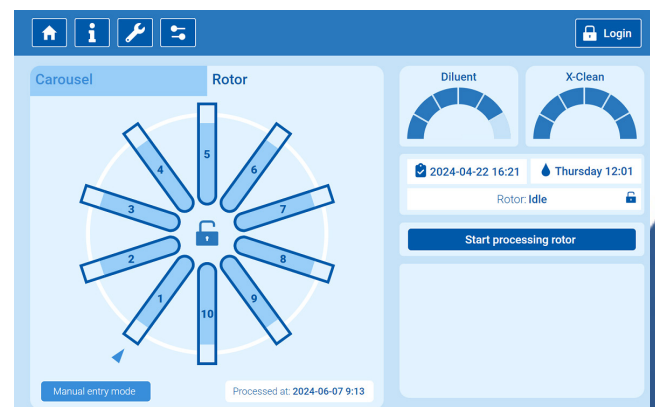 Login
Carousel
Rotor
Diluent
X-Clean
5
4
6
3
7
2
8
1
9
10
2024-04-22 16:21
Thursday 12:01
Rotor: Idle
Start processing rotor
Manual entry mode
Processed at: 2024-06-07 9:13